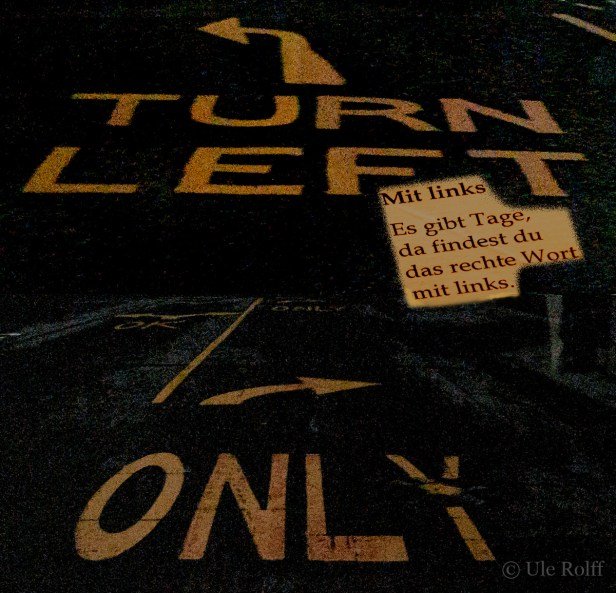 TURN
LEFT
Mit links
Es gibt Tage,
da findest du
das rechte Wort
mit links.
ONLY
OK
ONLY
© Ule Rolff